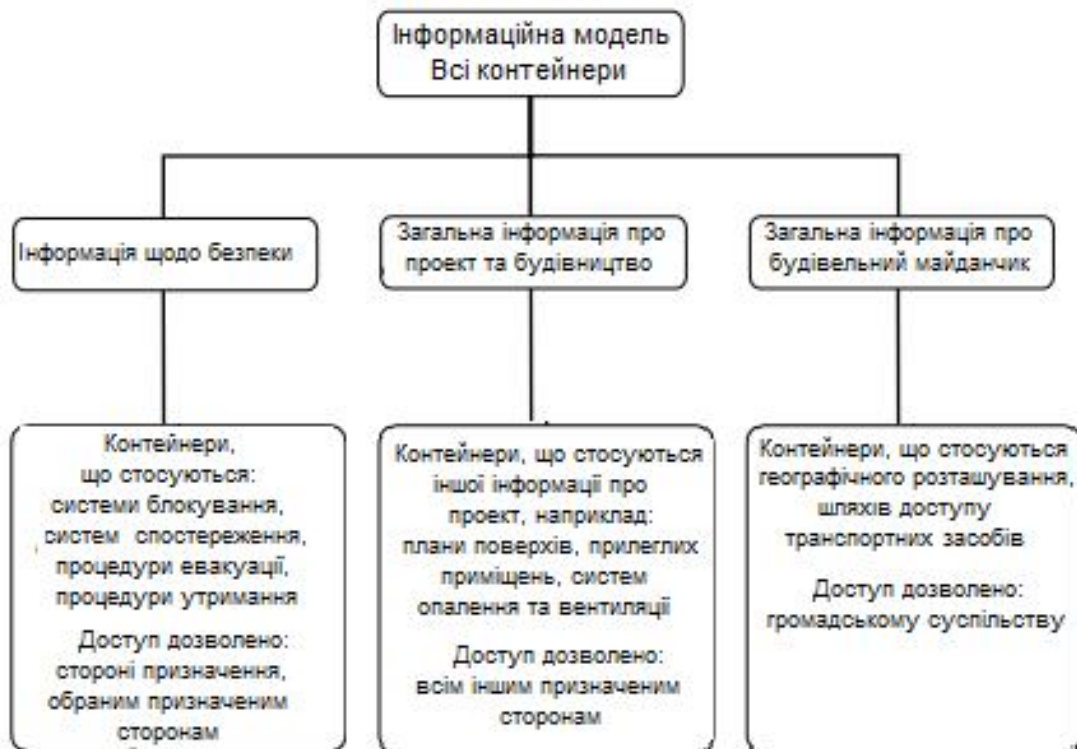 Інформаційна модель
Всі контейнери
Інформація щодо безпеки
Загальна інформація про
проект та будівництво
Загальна інформація про
будівельний майданчик
Контейнери,
що стосуються:
системи блокування,
систем спостереження,
процедури евакуації,
процедури утримання
Доступ дозволено:
стороні призначення,
обраним призначеним
сторонам
Контейнери, що стосуються
іншої інформації про
проект, наприклад:
плани поверхів, прилеглих
приміщень, систем
опалення та вентиляції
Доступ дозволено:
всім іншим призначеним
сторонам
Контейнери, що стосуються
географічного розташування,
шляхів доступу
транспортних засобів
Доступ дозволено:
громадському суспільству